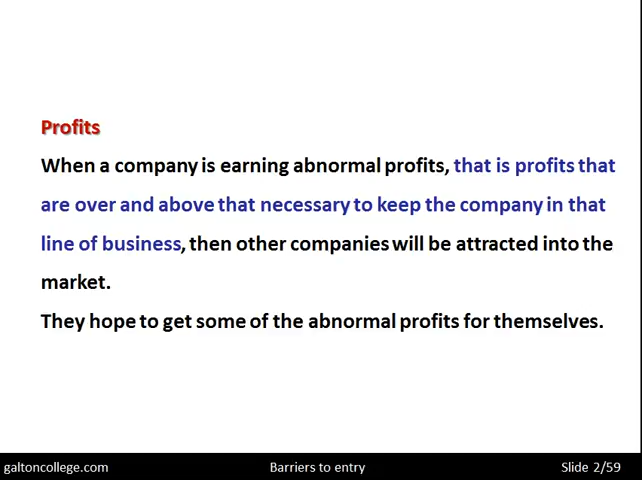 Profits
When a company is earning abnormal profits, that is profits that
are over and above that necessary to keep the company in that
line of business, then other companies will be attracted into the
market.
They hope to get some of the abnormal profits for themselves.
galtoncollege.com Barriers to entry Slide 2/59